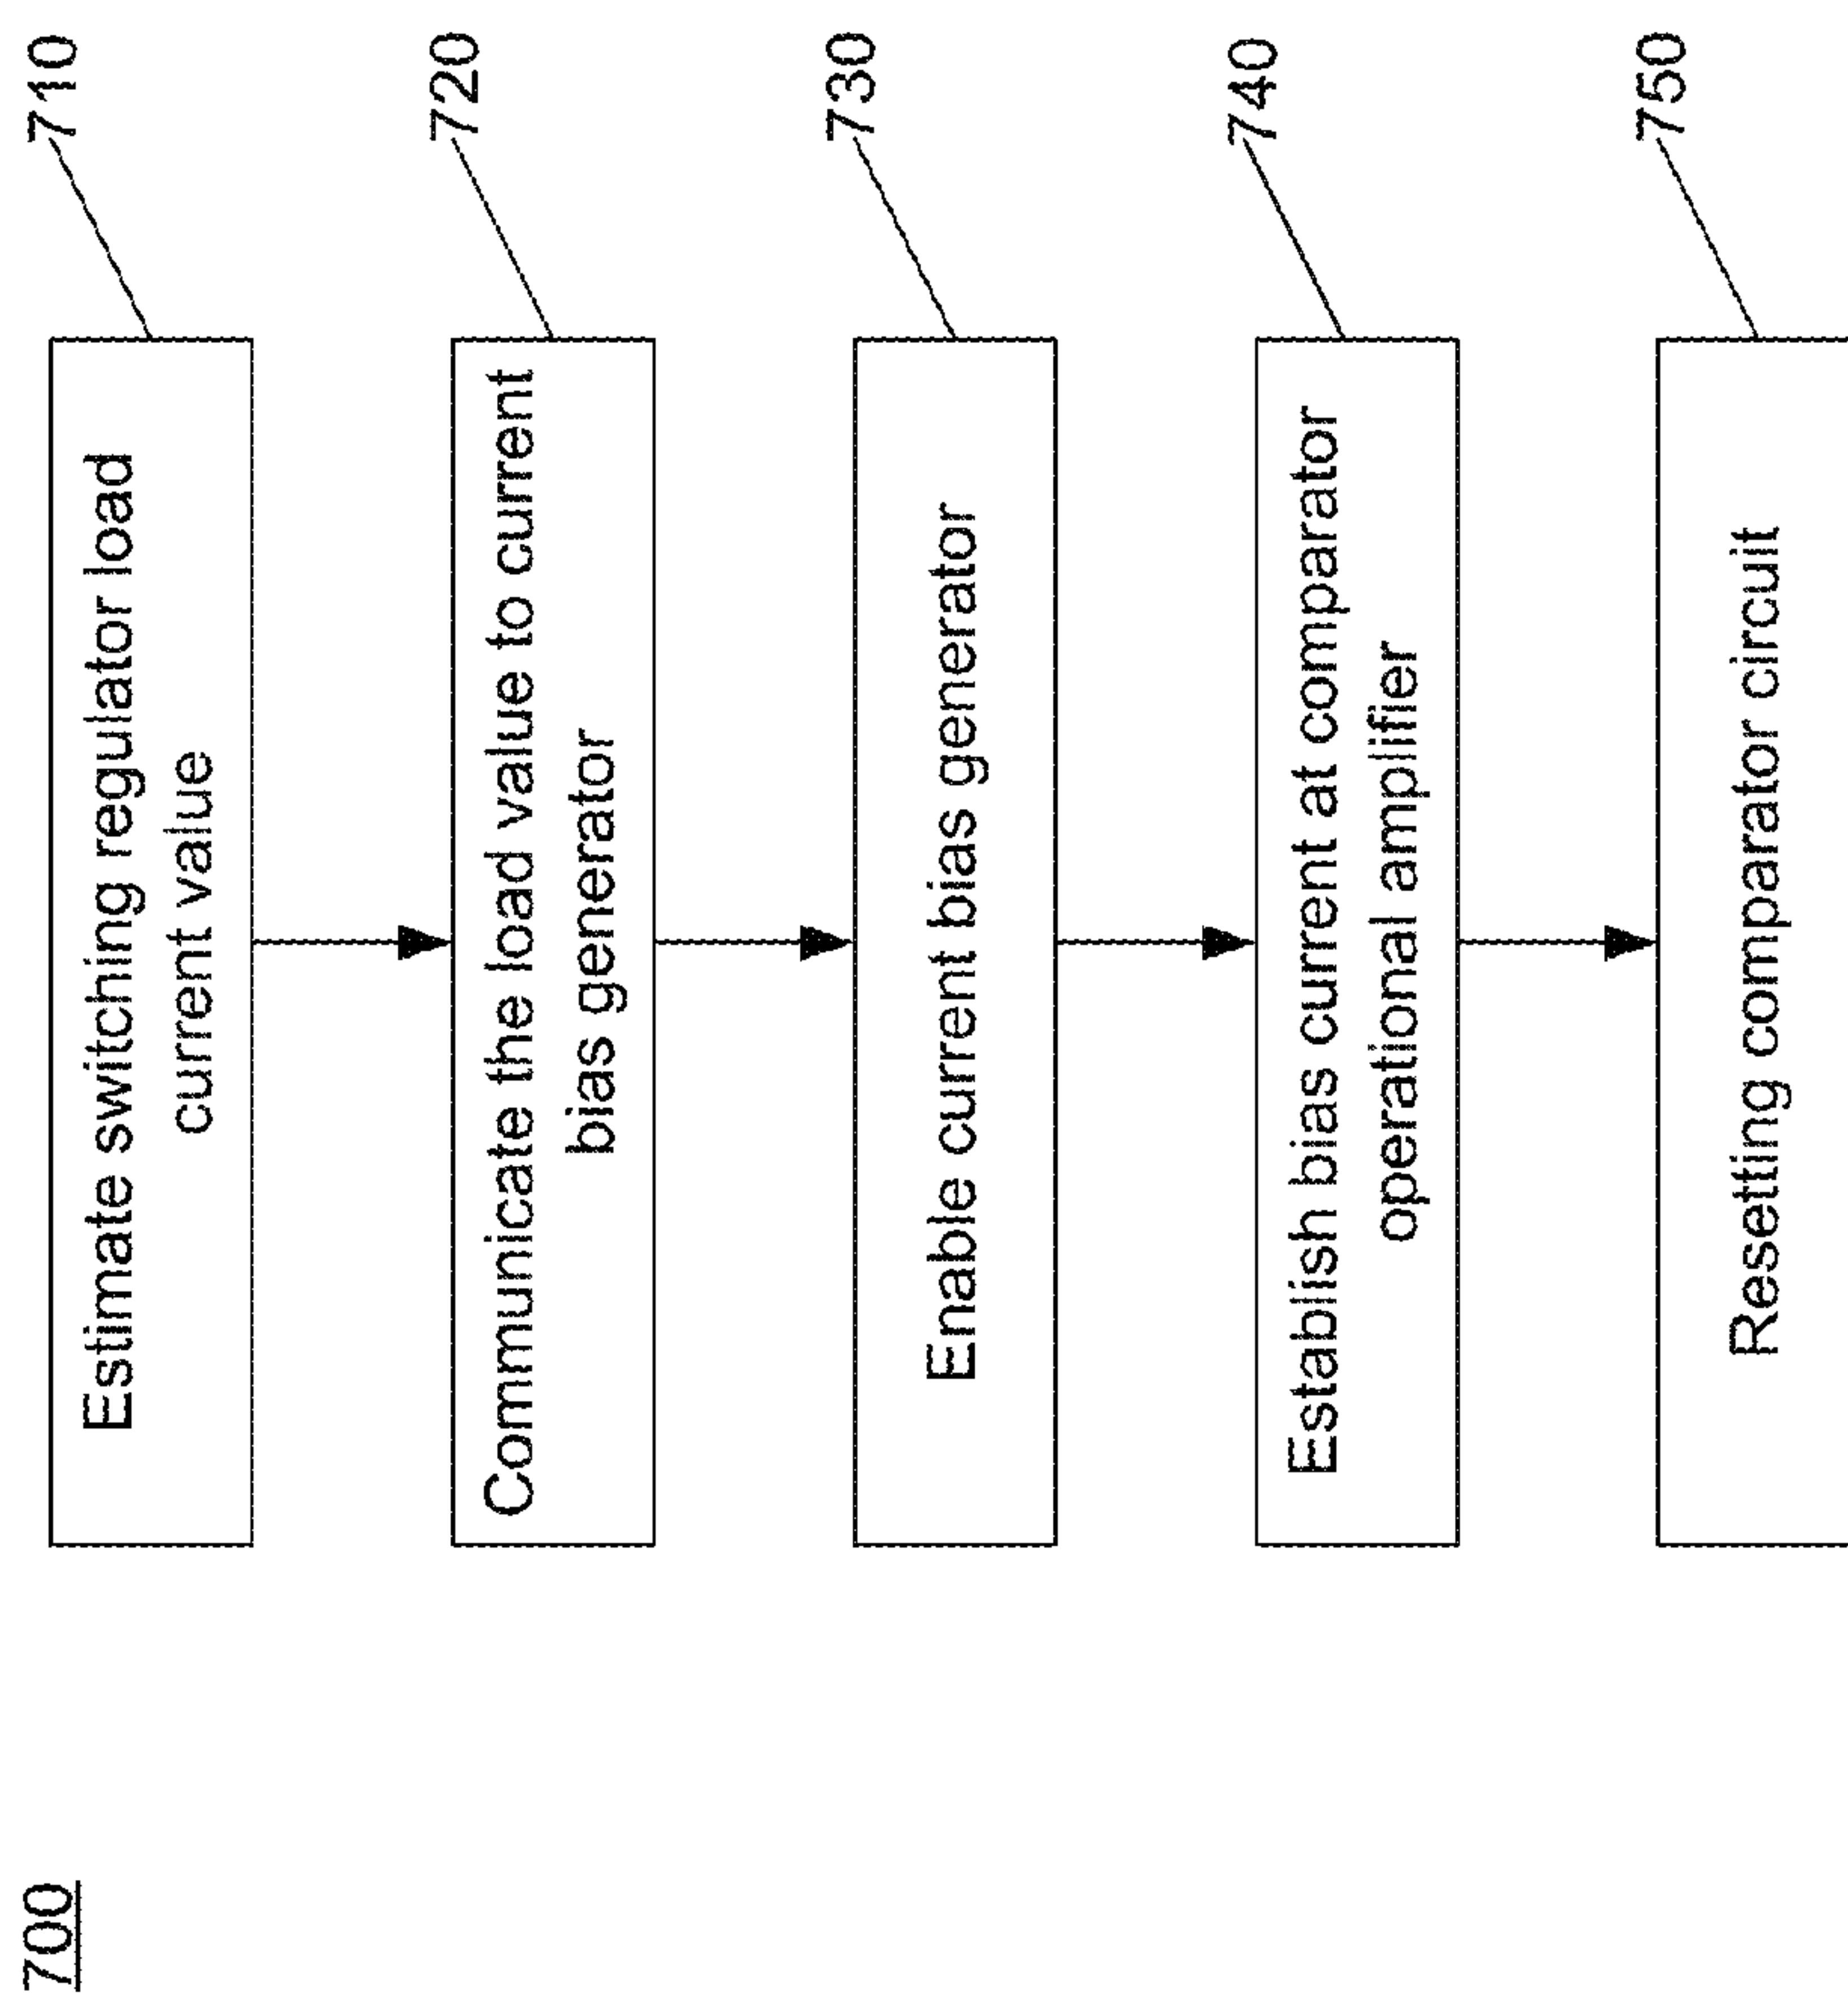 700
710
Estimate switching regulator load
current value
720
Communicate the load value to current
bias generator
730
Enable current bias generator
740
Establish bias current at comparator
operational amplifier
750
Resetting comparator circuit